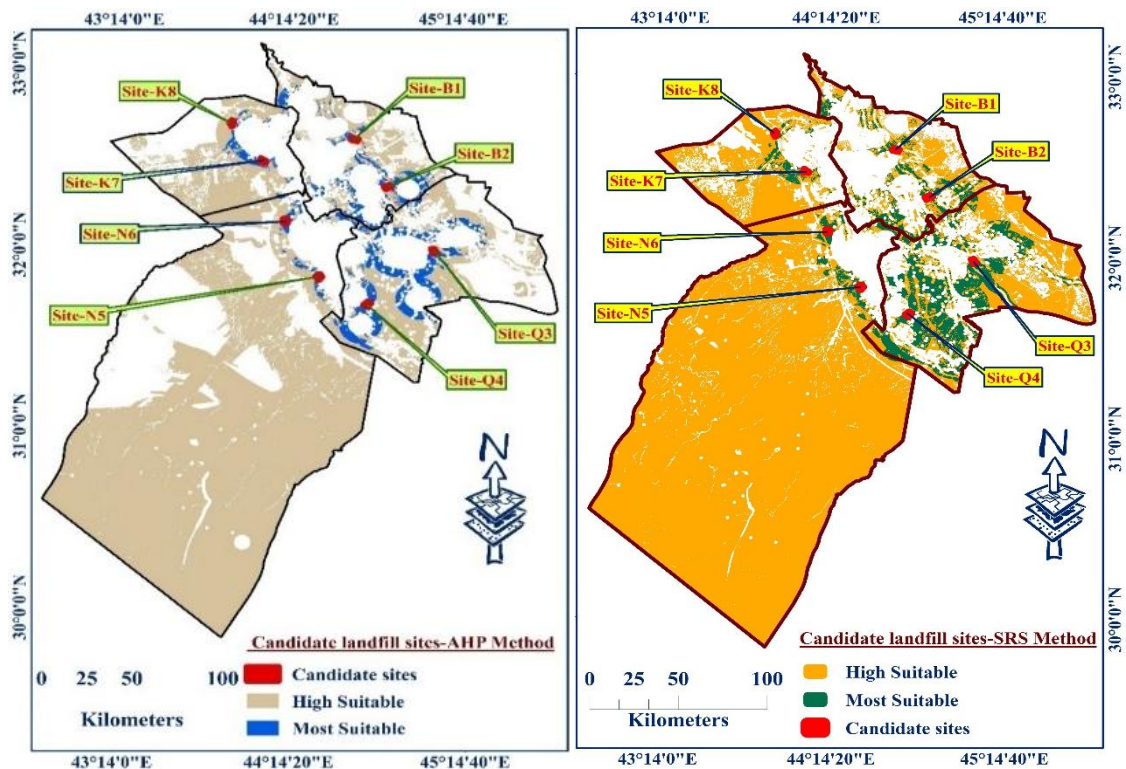 43°14'0"E 44°14'20"E 45°14'40"E
33°0'0"N
32°0'0"N
31°0'0"N
30°0'0"N
Site-K8
Site-B1
Site-B2
Site-K7
Site-N6
Site-N5
Site-Q3
Site-Q4
N
Candidate landfill sites-AHP Method
Candidate sites
High Suitable
Most Suitable
0 25 50 100
Kilometers
43°14'0"E 44°14'20"E 45°14'40"E
43°14'20"E 44°14'20"E 45°14'40"E
Site-K8
Site-B1
Site-B2
Site-K7
Site-N6
Site-N5
Site-Q3
Site-Q4
33°0'0"N
32°0'0"N
31°0'0"N
30°0'0"N
N
Candidate landfill sites-SRS Method
High Suitable
Most Suitable
Candidate sites
0 25 50 100
Kilometers
43°14'0"E 44°14'20"E 45°14'40"E